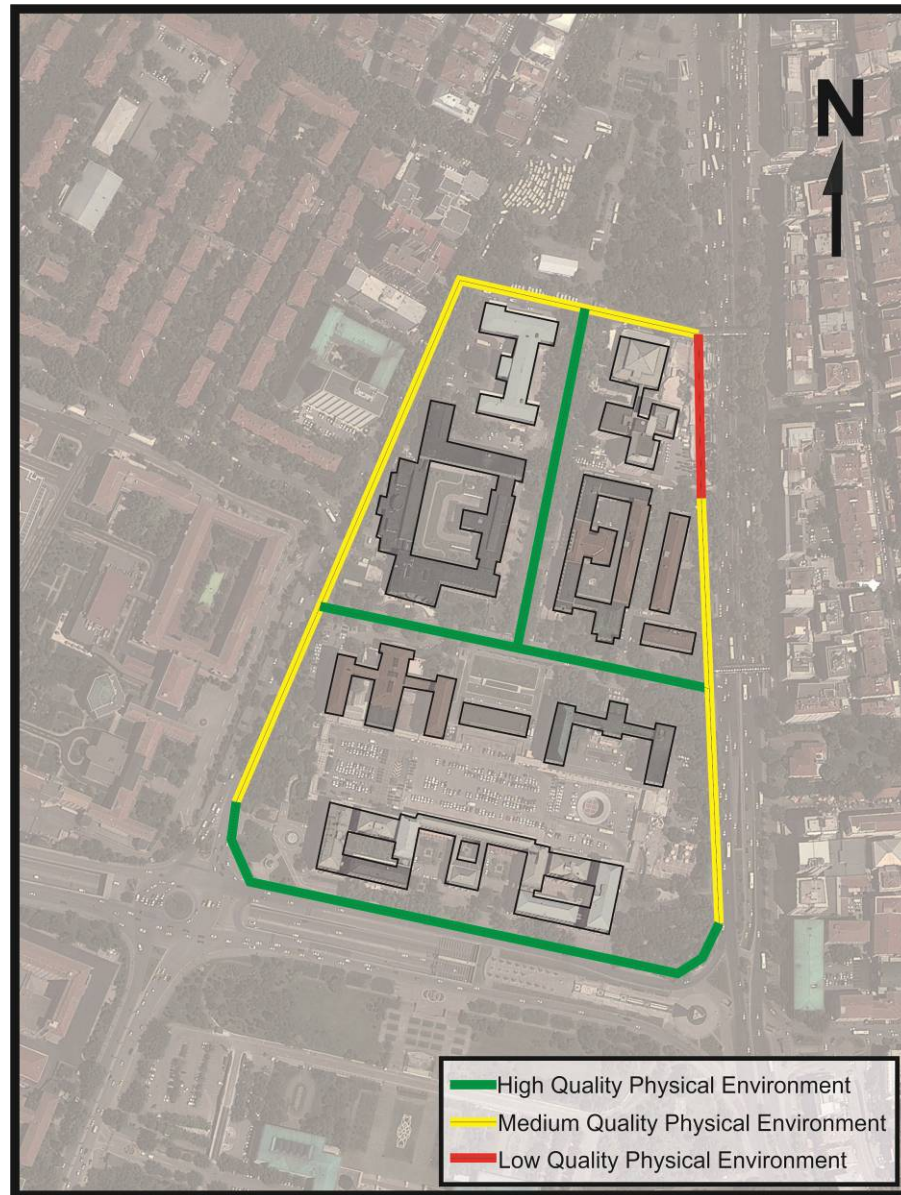 N
High Quality Physical Environment
Medium Quality Physical Environment
Low Quality Physical Environment